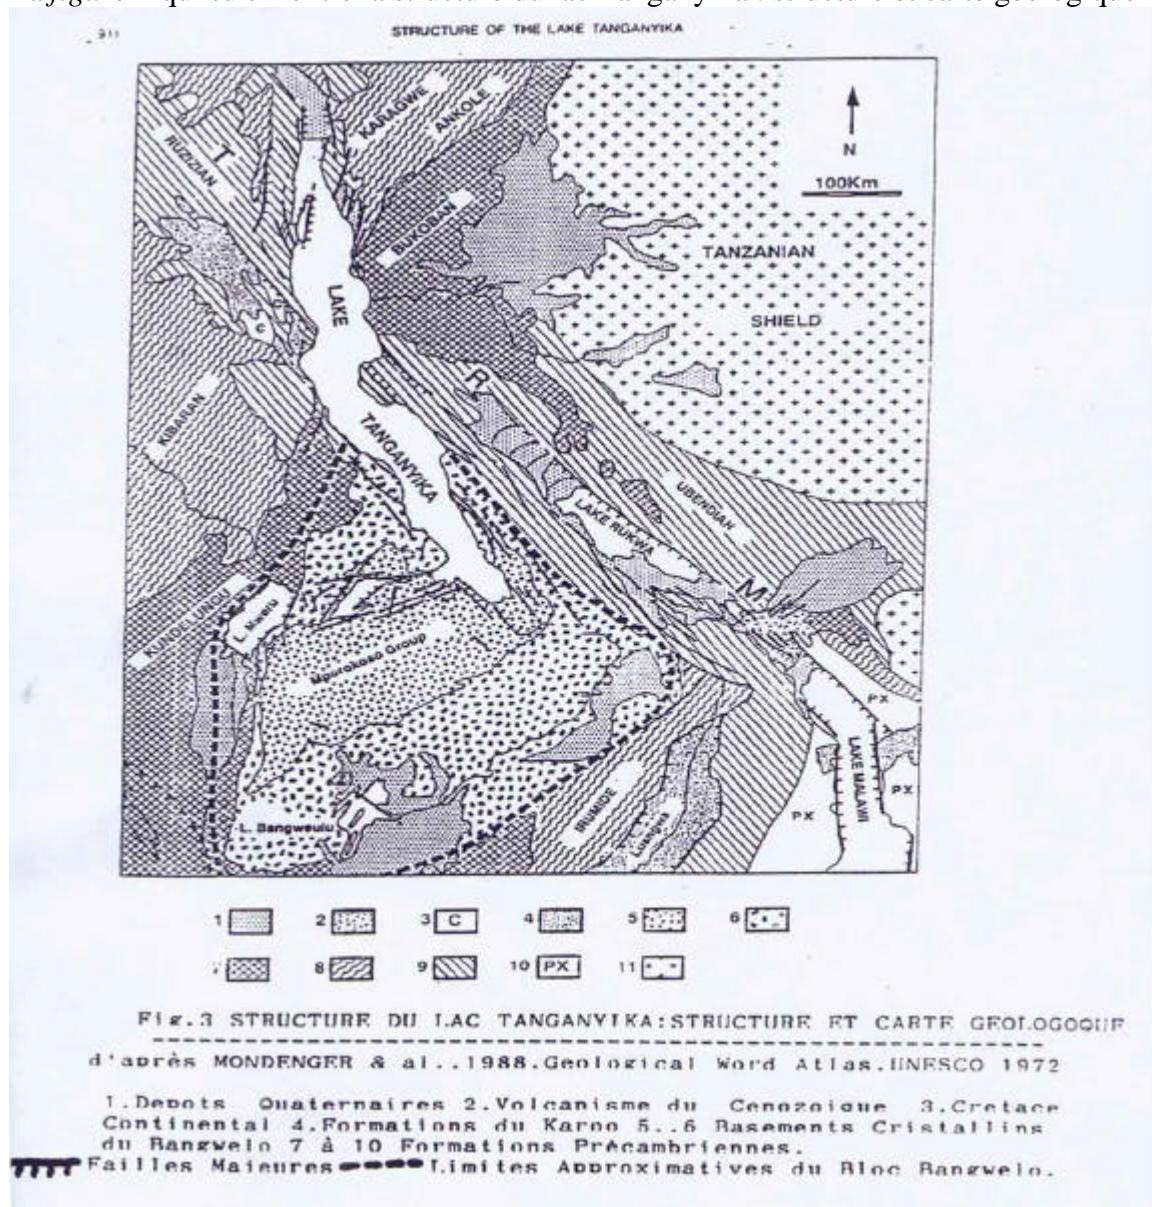 STRUCTURE OF THE LAKE TANGANYIKA
KARAGWE
ANKOLE
T
RUZIZIAN
N
100Km
BUKOBAN
TANZANIAN
LAKE
SHIELD
C
R
KIBARAN
TANGANYIKA
O
UBENDIAN
LAKE RUKWA
M
KUNDELUNGU
L. Mweru
Mporokoso Group
PX
LAKE MALAWI
PX
IRUMIDE
PX
L. Bangweulu
Luangwa
1 2 3 C 4 5 6
7 8 9 10 PX 11
Fig.3 STRUCTURE DU LAC TANGANYIKA:STRUCTURE ET CARTE GEOLOGOQUE
d'après MONDENGER & al..1988.Geological Word Atlas.UNESCO 1972
1.Depots Quaternaires 2.Volcanisme du Cenozoique 3.Cretace
Continental 4.Formations du Karoo 5..6 Basements Cristallins
du Bangwelo 7 à 10 Formations Précambriennes.
Failles Majeures Limites Approximatives du Bloc Bangwelo.